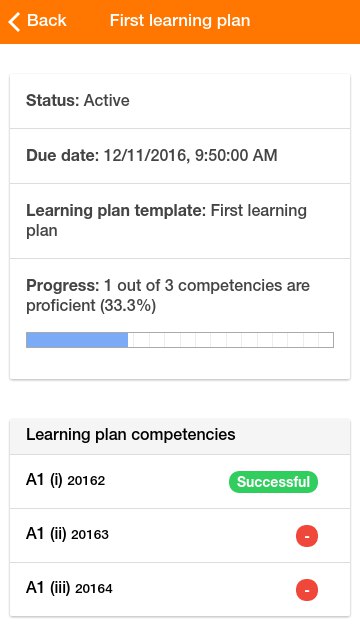 Back First learning plan
Status: Active
Due date: 12/11/2016, 9:50:00 AM
Learning plan template: First learning
plan
Progress: 1 out of 3 competencies are
proficient (33.3%)
Learning plan competencies
A1 (i) 20162 Successful
A1 (ii) 20163 -
A1 (iii) 20164 -